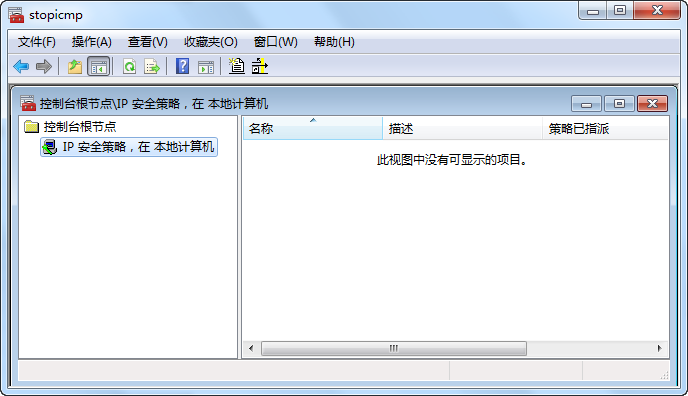 stopicmp
文件(F) 操作(A) 查看(V) 收藏夹(O) 窗口(W) 帮助(H)
控制台根节点\IP 安全策略，在 本地计算机
控制台根节点
IP 安全策略，在 本地计算机
名称 描述 策略已指派
此视图中没有可显示的项目。